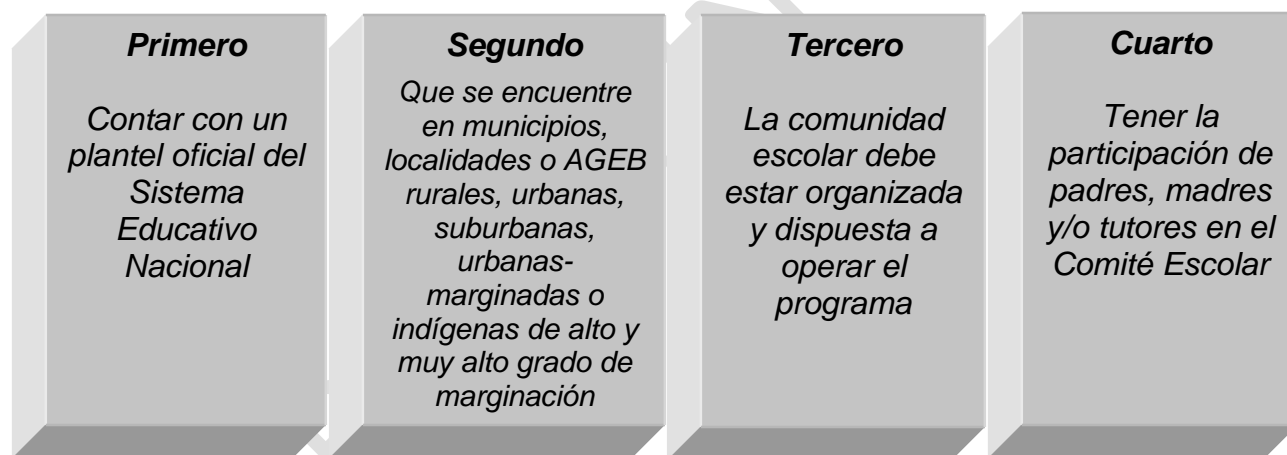 Primero
Contar con un
plantel oficial del
Sistema
Educativo
Nacional
Segundo
Que se encuentre
en municipios,
localidades o AGEB
rurales, urbanas,
suburbanas,
urbanas-
marginadas o
indígenas de alto y
muy alto grado de
marginación
Tercero
La comunidad
escolar debe
estar organizada
y dispuesta a
operar el
programa
Cuarto
Tener la
participación de
padres, madres
y/o tutores en el
Comité Escolar